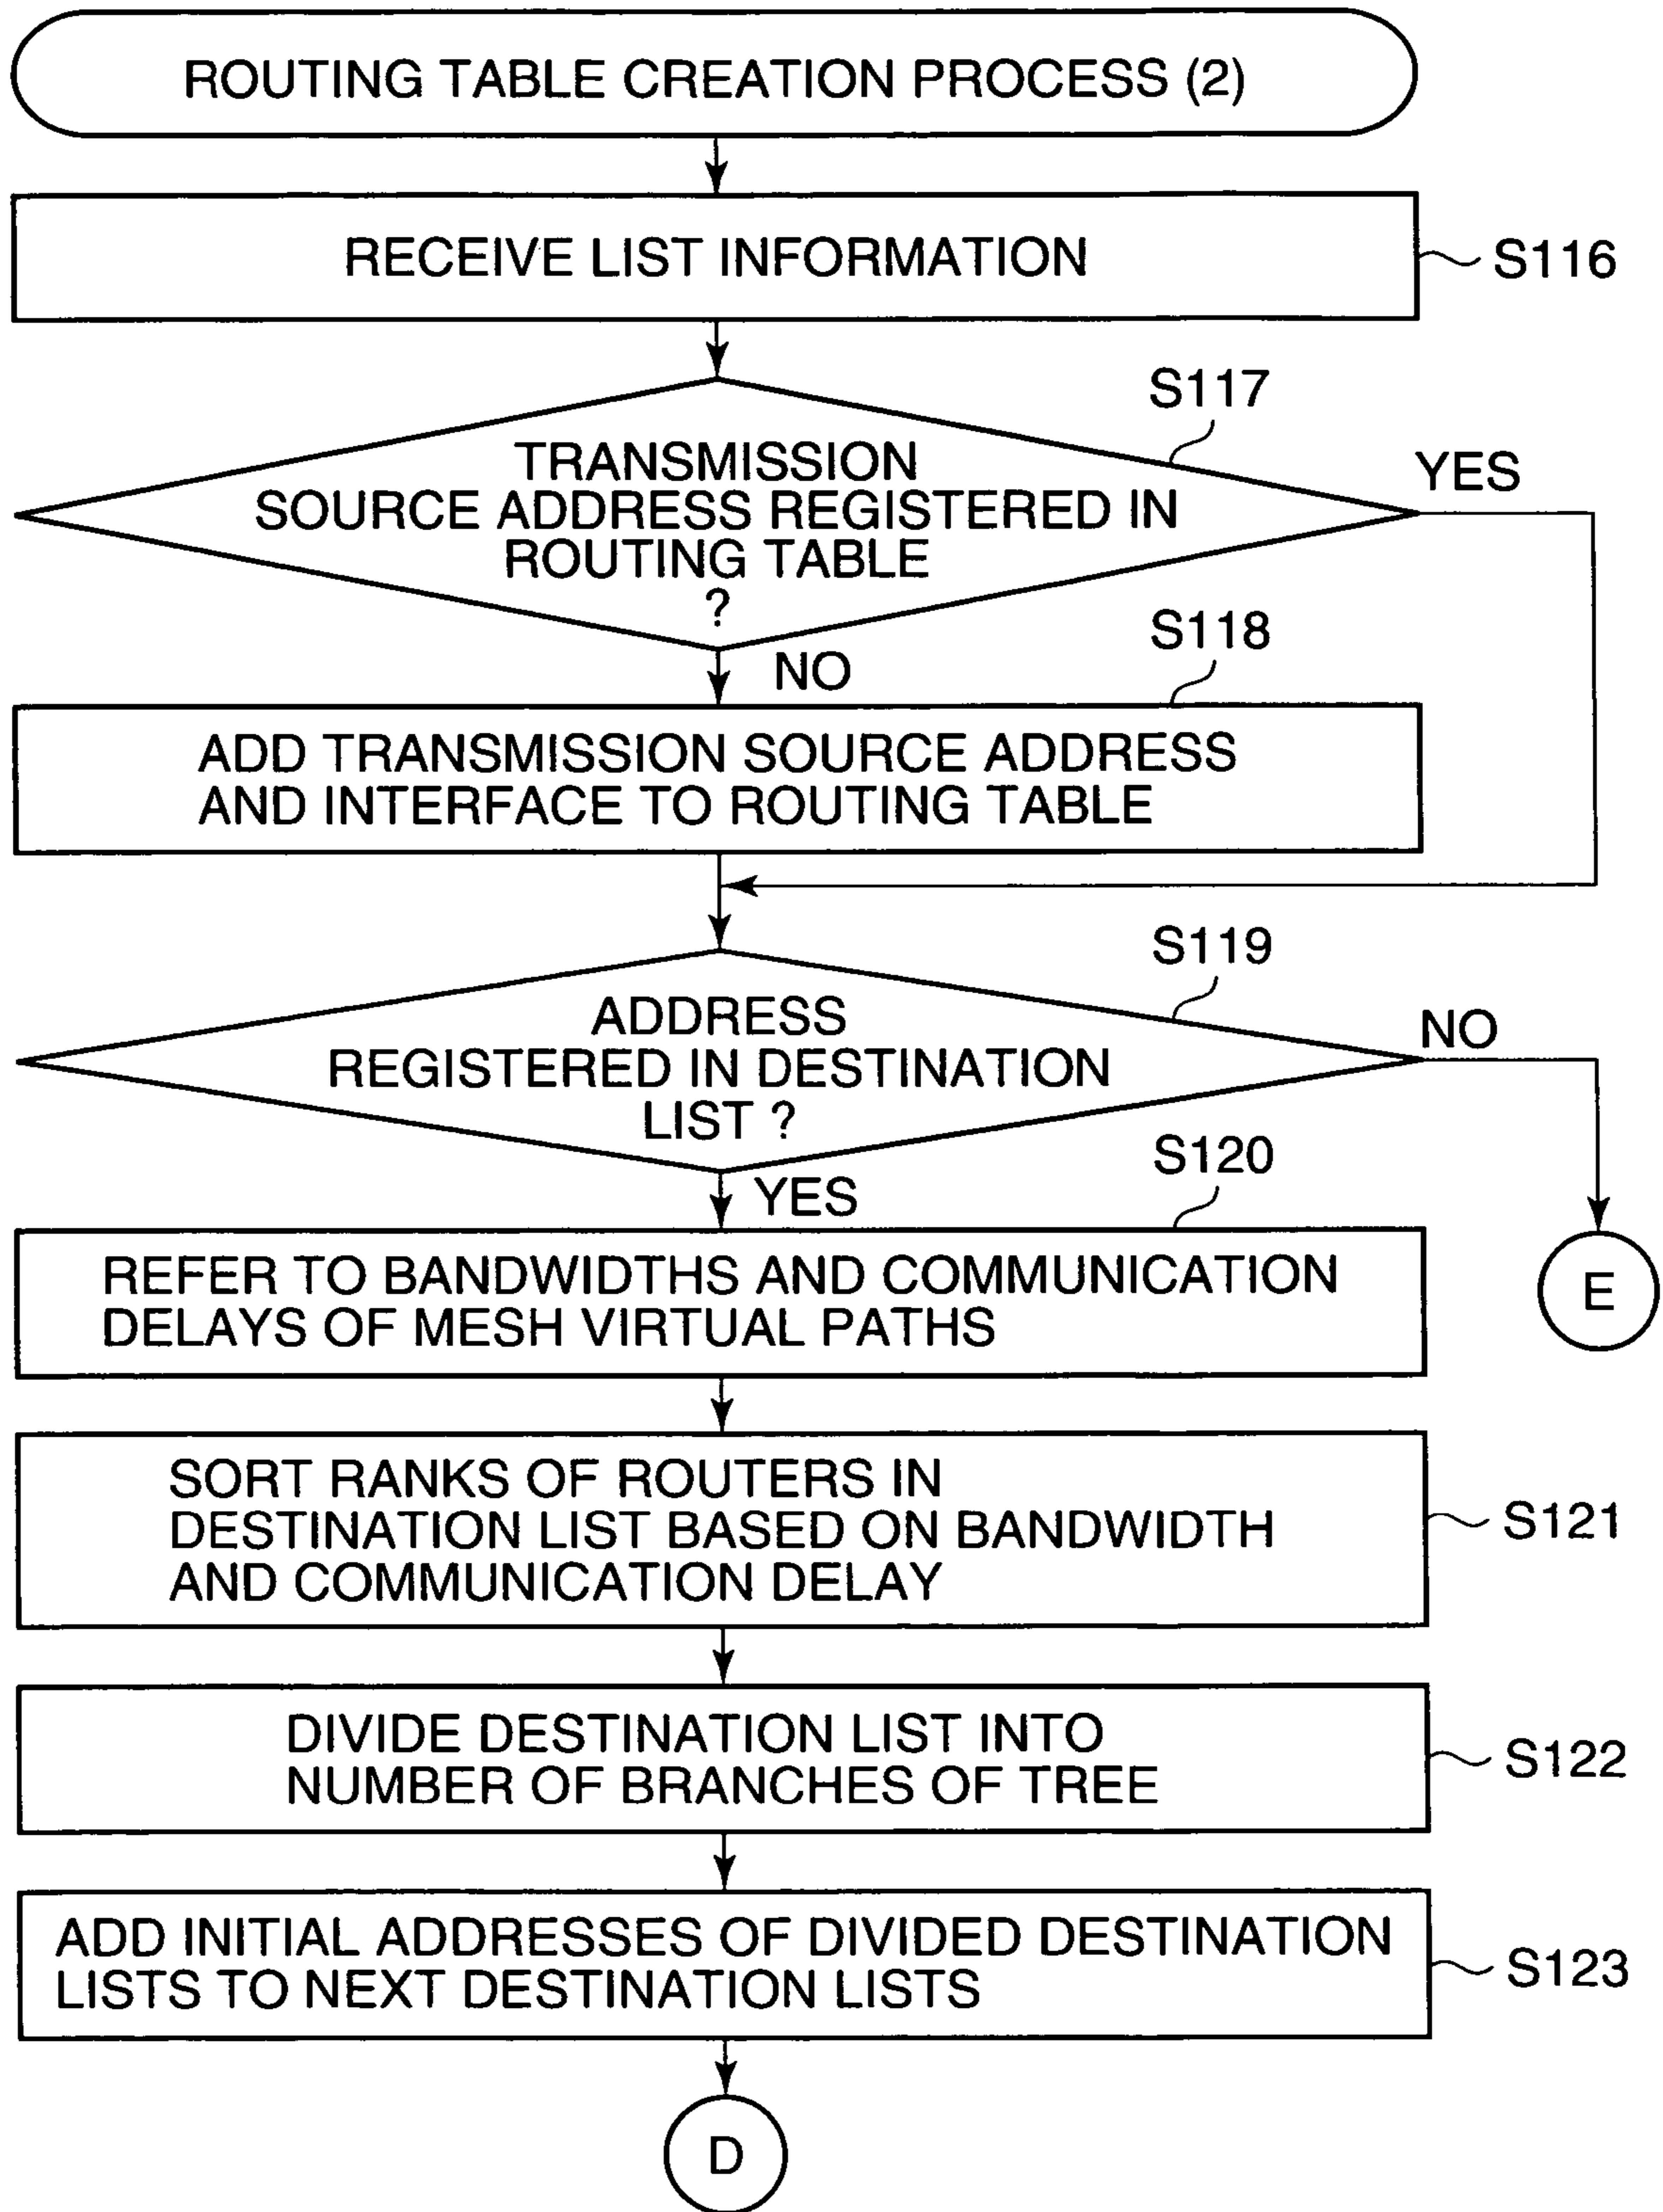 ROUTING TABLE CREATION PROCESS (2)
RECEIVE LIST INFORMATION
S116
S117
TRANSMISSION
SOURCE ADDRESS REGISTERED IN
ROUTING TABLE
?
YES
NO
S118
ADD TRANSMISSION SOURCE ADDRESS
AND INTERFACE TO ROUTING TABLE
S119
ADDRESS
REGISTERED IN DESTINATION
LIST ?
NO
YES
S120
REFER TO BANDWIDTHS AND COMMUNICATION
DELAYS OF MESH VIRTUAL PATHS
E
SORT RANKS OF ROUTERS IN
DESTINATION LIST BASED ON BANDWIDTH
AND COMMUNICATION DELAY
S121
DIVIDE DESTINATION LIST INTO
NUMBER OF BRANCHES OF TREE
S122
ADD INITIAL ADDRESSES OF DIVIDED DESTINATION
LISTS TO NEXT DESTINATION LISTS
S123
D